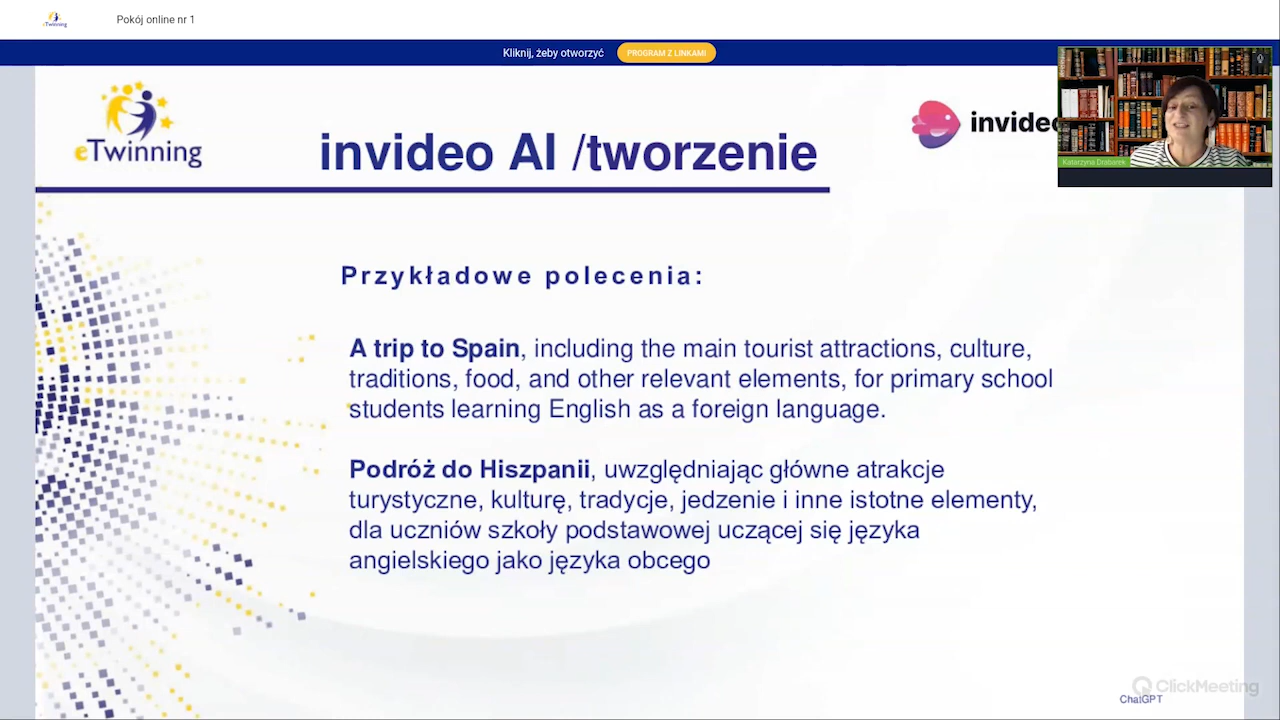 eTwinning
Pokój online nr 1
Kliknij, żeby otworzyć
PROGRAM Z LINKAMI
eTwinning
invideo AI /tworzenie
invideo
Katarzyna Drabarek
Przykładowe polecenia:
A trip to Spain, including the main tourist attractions, culture,
traditions, food, and other relevant elements, for primary school
students learning English as a foreign language.
Podróż do Hiszpanii, uwzględniając główne atrakcje
turystyczne, kulturę, tradycje, jedzenie i inne istotne elementy,
dla uczniów szkoły podstawowej uczącej się języka
angielskiego jako języka obcego
ClickMeeting
ChatGPT